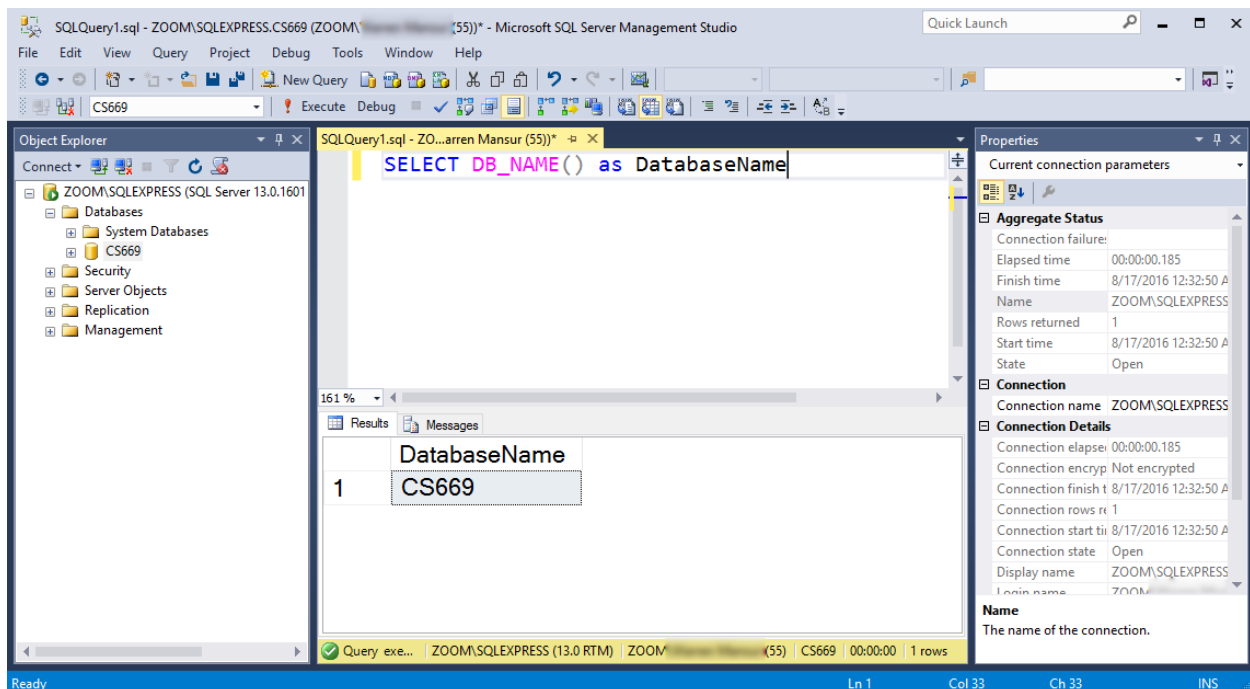 SQLQuery1.sql - ZOOM\SQLEXPRESS.CS669 (ZOOM\ (55))* - Microsoft SQL Server Management Studio
Quick Launch
File Edit View Query Project Debug Tools Window Help
New Query
CS669
Execute Debug
Object Explorer
Connect
ZOOM\SQLEXPRESS (SQL Server 13.0.1601
Databases
System Databases
CS669
Security
Server Objects
Replication
Management
SQLQuery1.sql - ZO...arren Mansur (55))*
SELECT DB_NAME() as DatabaseName
161 %
Results
Messages
DatabaseName
1 CS669
Query exe... ZOOM\SQLEXPRESS (13.0 RTM) ZOOM\ (55) CS669 00:00:00 1 rows
Properties
Current connection parameters
Aggregate Status
Connection failures
Elapsed time 00:00:00.185
Finish time 8/17/2016 12:32:50 A
Name ZOOM\SQLEXPRESS
Rows returned 1
Start time 8/17/2016 12:32:50 A
State Open
Connection
Connection name ZOOM\SQLEXPRESS
Connection Details
Connection elapse 00:00:00.185
Connection encryp Not encrypted
Connection finish t 8/17/2016 12:32:50 A
Connection rows re 1
Connection start tii 8/17/2016 12:32:50 A
Connection state Open
Display name ZOOM\SQLEXPRESS
Login name ZOOM
Name
The name of the connection.
Ready Ln 1 Col 33 Ch 33 INS